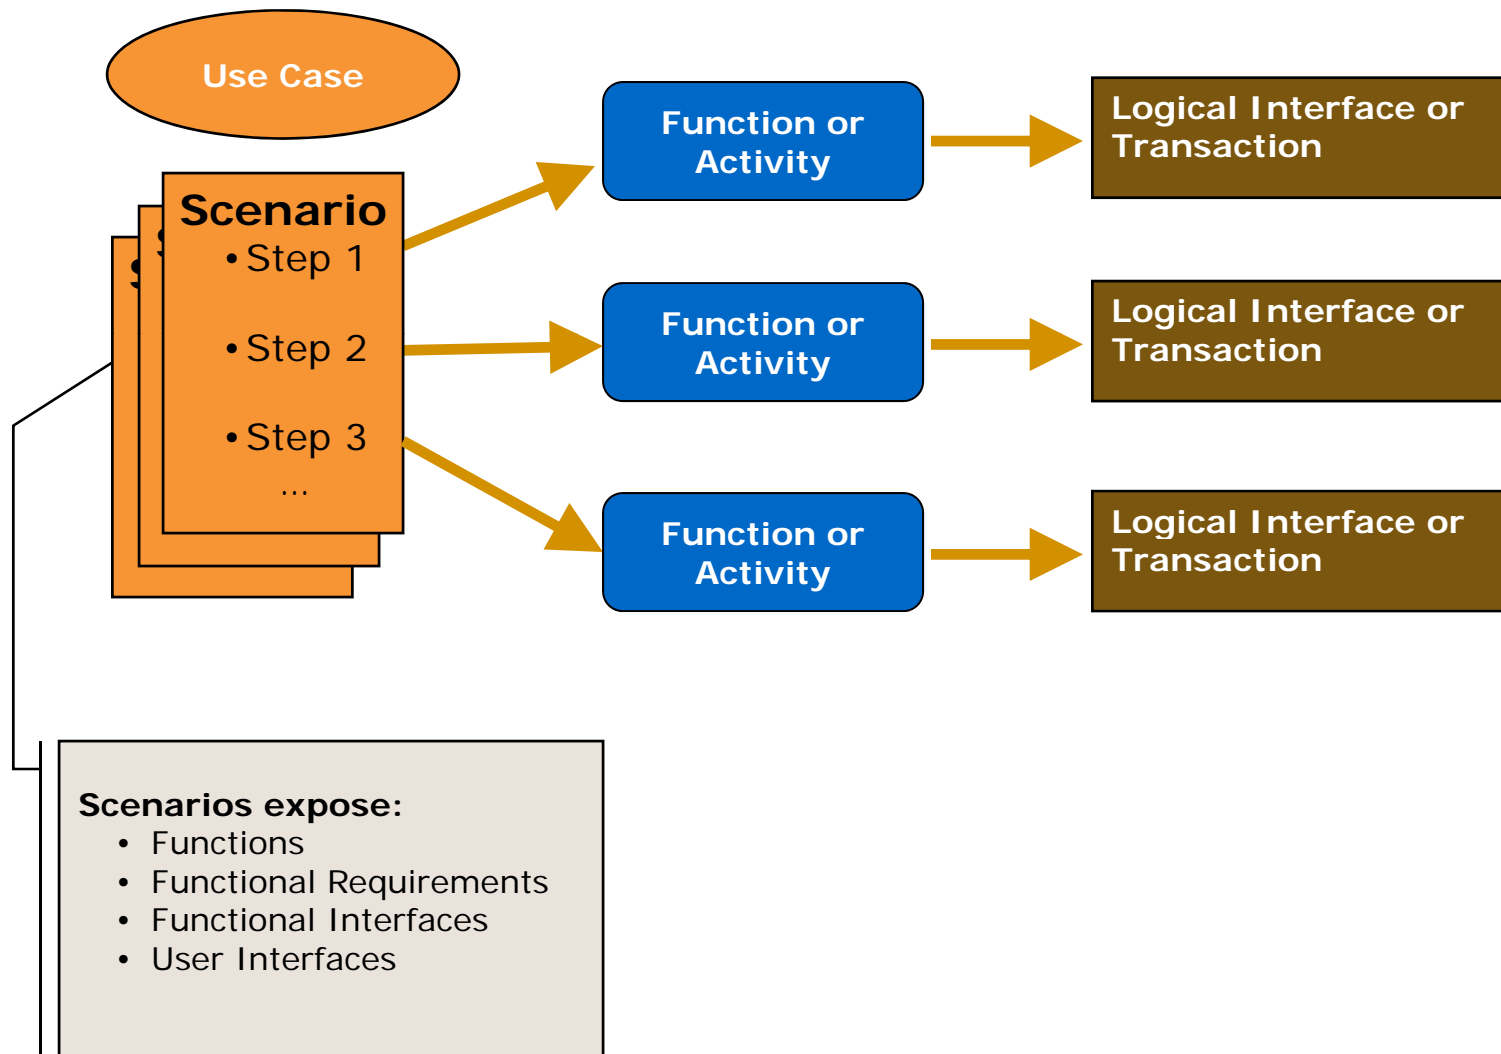 Use Case
Function or
Activity
Logical Interface or
Transaction
Scenario
• Step 1
• Step 2
• Step 3
...
Function or
Activity
Logical Interface or
Transaction
Function or
Activity
Logical Interface or
Transaction
Scenarios expose:
• Functions
• Functional Requirements
• Functional Interfaces
• User Interfaces